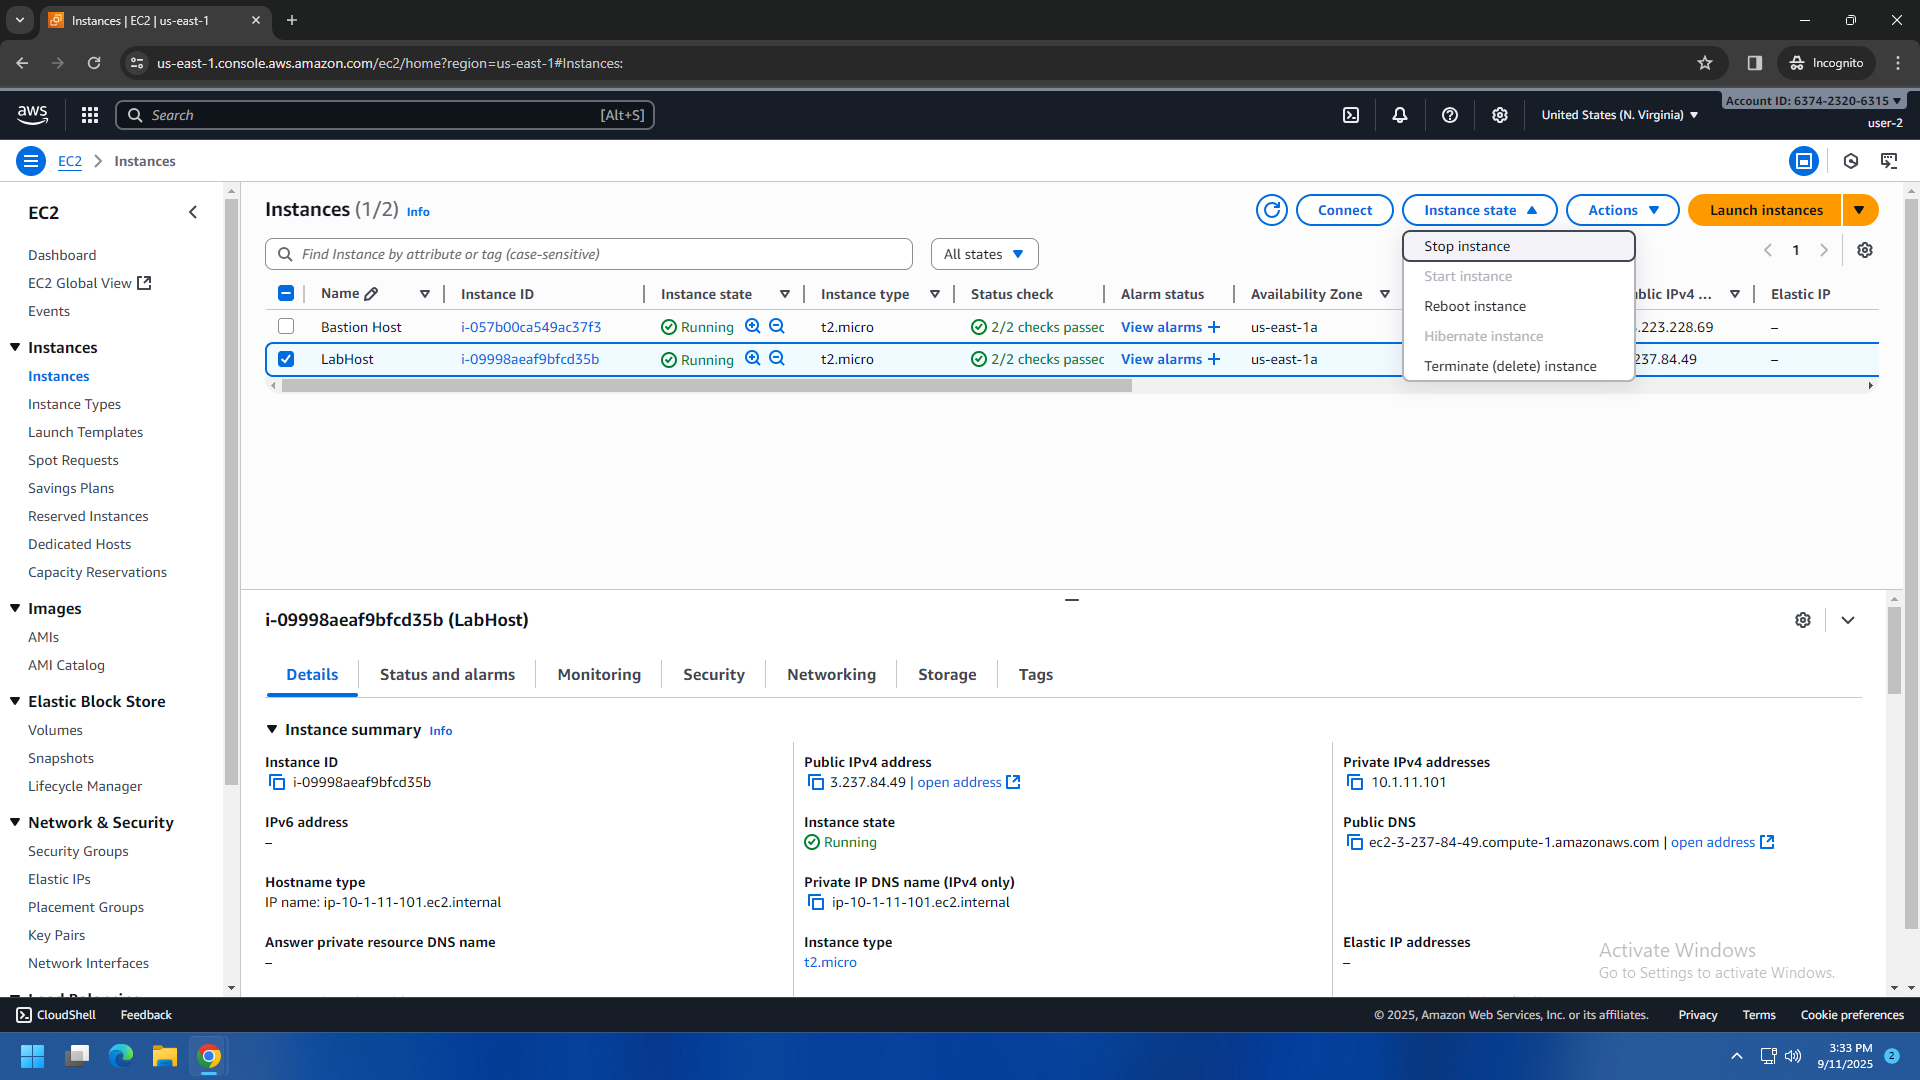 Instances | EC2 | us-east-1
us-east-1.console.aws.amazon.com/ec2/home?region=us-east-1#Instances:
Incognito
aws
Search [Alt+S]
United States (N. Virginia)
Account ID: 6374-2320-6315
user-2
EC2 > Instances
EC2
Dashboard
EC2 Global View
Events
Instances
Instances
Instance Types
Launch Templates
Spot Requests
Savings Plans
Reserved Instances
Dedicated Hosts
Capacity Reservations
Images
AMIs
AMI Catalog
Elastic Block Store
Volumes
Snapshots
Lifecycle Manager
Network & Security
Security Groups
Elastic IPs
Placement Groups
Key Pairs
Network Interfaces
Instances (1/2) Info
Connect
Instance state
Actions
Launch instances
Find Instance by attribute or tag (case-sensitive)
All states
1
Stop instance
Start instance
Reboot instance
Hibernate instance
Terminate (delete) instance
Name Instance ID Instance state Instance type Status check Alarm status Availability Zone ublic IPv4 ... Elastic IP
Bastion Host i-057b00ca549ac37f3 Running t2.micro 2/2 checks passec View alarms + us-east-1a .223.228.69 –
LabHost i-09998aeaf9bfcd35b Running t2.micro 2/2 checks passec View alarms + us-east-1a 237.84.49 –
i-09998aeaf9bfcd35b (LabHost)
Details
Status and alarms
Monitoring
Security
Networking
Storage
Tags
Instance summary Info
Instance ID
i-09998aeaf9bfcd35b
Public IPv4 address
3.237.84.49 | open address
Private IPv4 addresses
10.1.11.101
IPv6 address
–
Instance state
Running
Public DNS
ec2-3-237-84-49.compute-1.amazonaws.com | open address
Hostname type
IP name: ip-10-1-11-101.ec2.internal
Private IP DNS name (IPv4 only)
ip-10-1-11-101.ec2.internal
Answer private resource DNS name
–
Instance type
t2.micro
Elastic IP addresses
–
Activate Windows
Go to Settings to activate Windows.
CloudShell
Feedback
© 2025, Amazon Web Services, Inc. or its affiliates.
Privacy
Terms
Cookie preferences
3:33 PM
9/11/2025
2